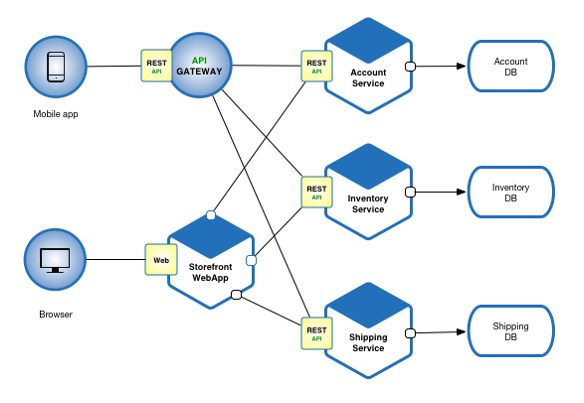 REST
API
API
GATEWAY
REST
API
Account
Service
Account
DB
Mobile app
REST
API
Inventory
Service
Inventory
DB
Web
Storefront
WebApp
Browser
REST
API
Shipping
Service
Shipping
DB